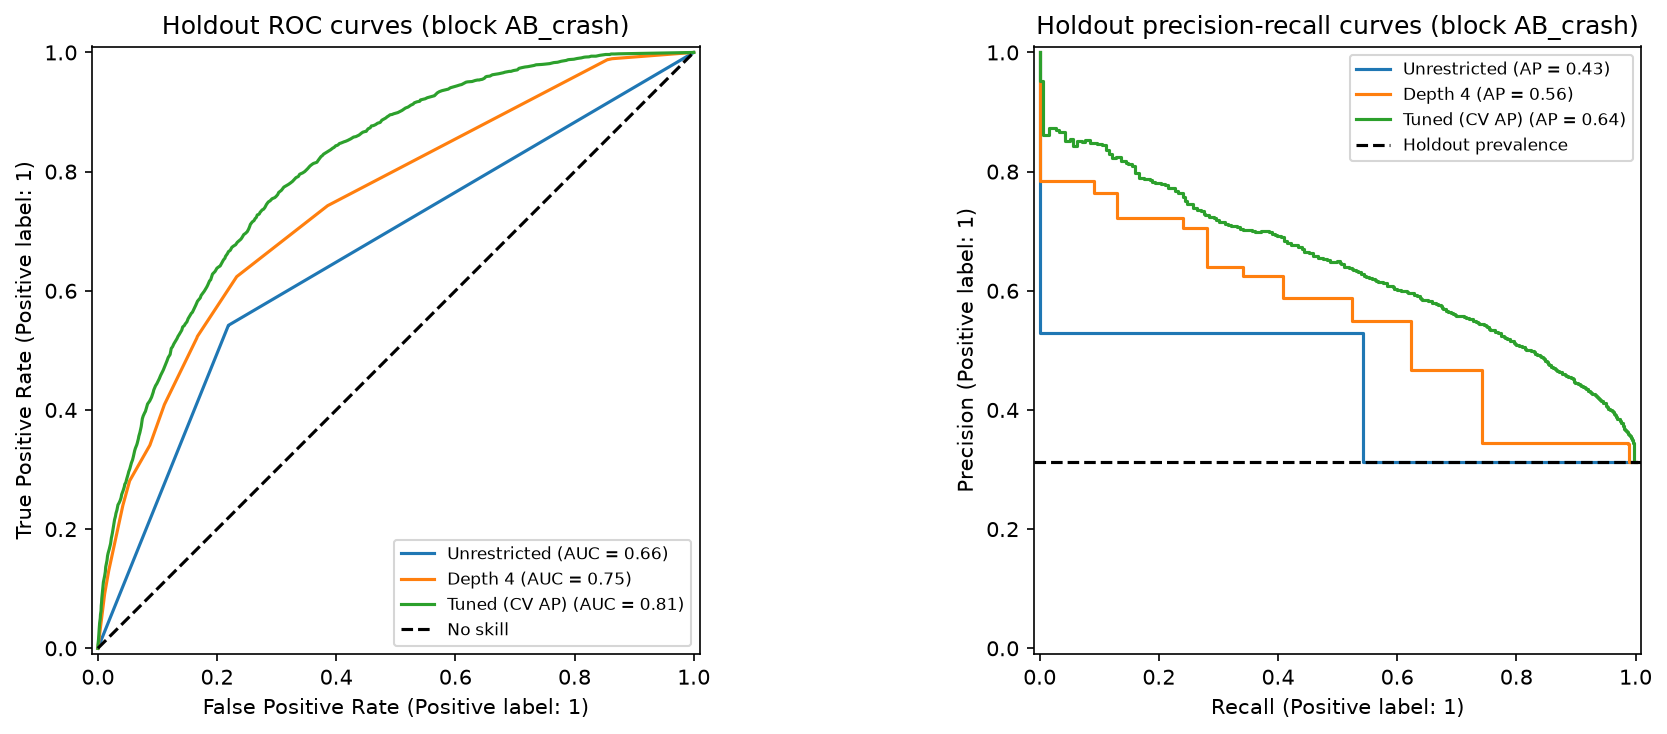 Holdout ROC curves (block AB_crash)
True Positive Rate (Positive label: 1)
1.0
0.8
0.6
0.4
0.2
0.0
Unrestricted (AUC = 0.66)
Depth 4 (AUC = 0.75)
Tuned (CV AP) (AUC = 0.81)
No skill
0.0 0.2 0.4 0.6 0.8 1.0
False Positive Rate (Positive label: 1)
Holdout precision-recall curves (block AB_crash)
Precision (Positive label: 1)
1.0
0.8
0.6
0.4
0.2
0.0
Unrestricted (AP = 0.43)
Depth 4 (AP = 0.56)
Tuned (CV AP) (AP = 0.64)
Holdout prevalence
0.0 0.2 0.4 0.6 0.8 1.0
Recall (Positive label: 1)